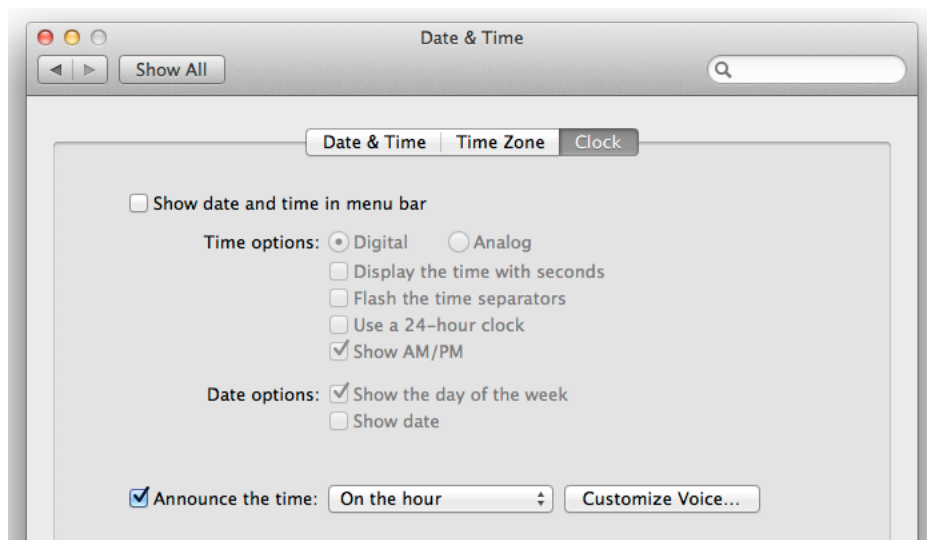 Date & Time
Show All
Date & Time Time Zone Clock
Show date and time in menu bar
Time options: Digital Analog
Display the time with seconds
Flash the time separators
Use a 24-hour clock
Show AM/PM
Date options: Show the day of the week
Show date
Announce the time: On the hour Customize Voice...